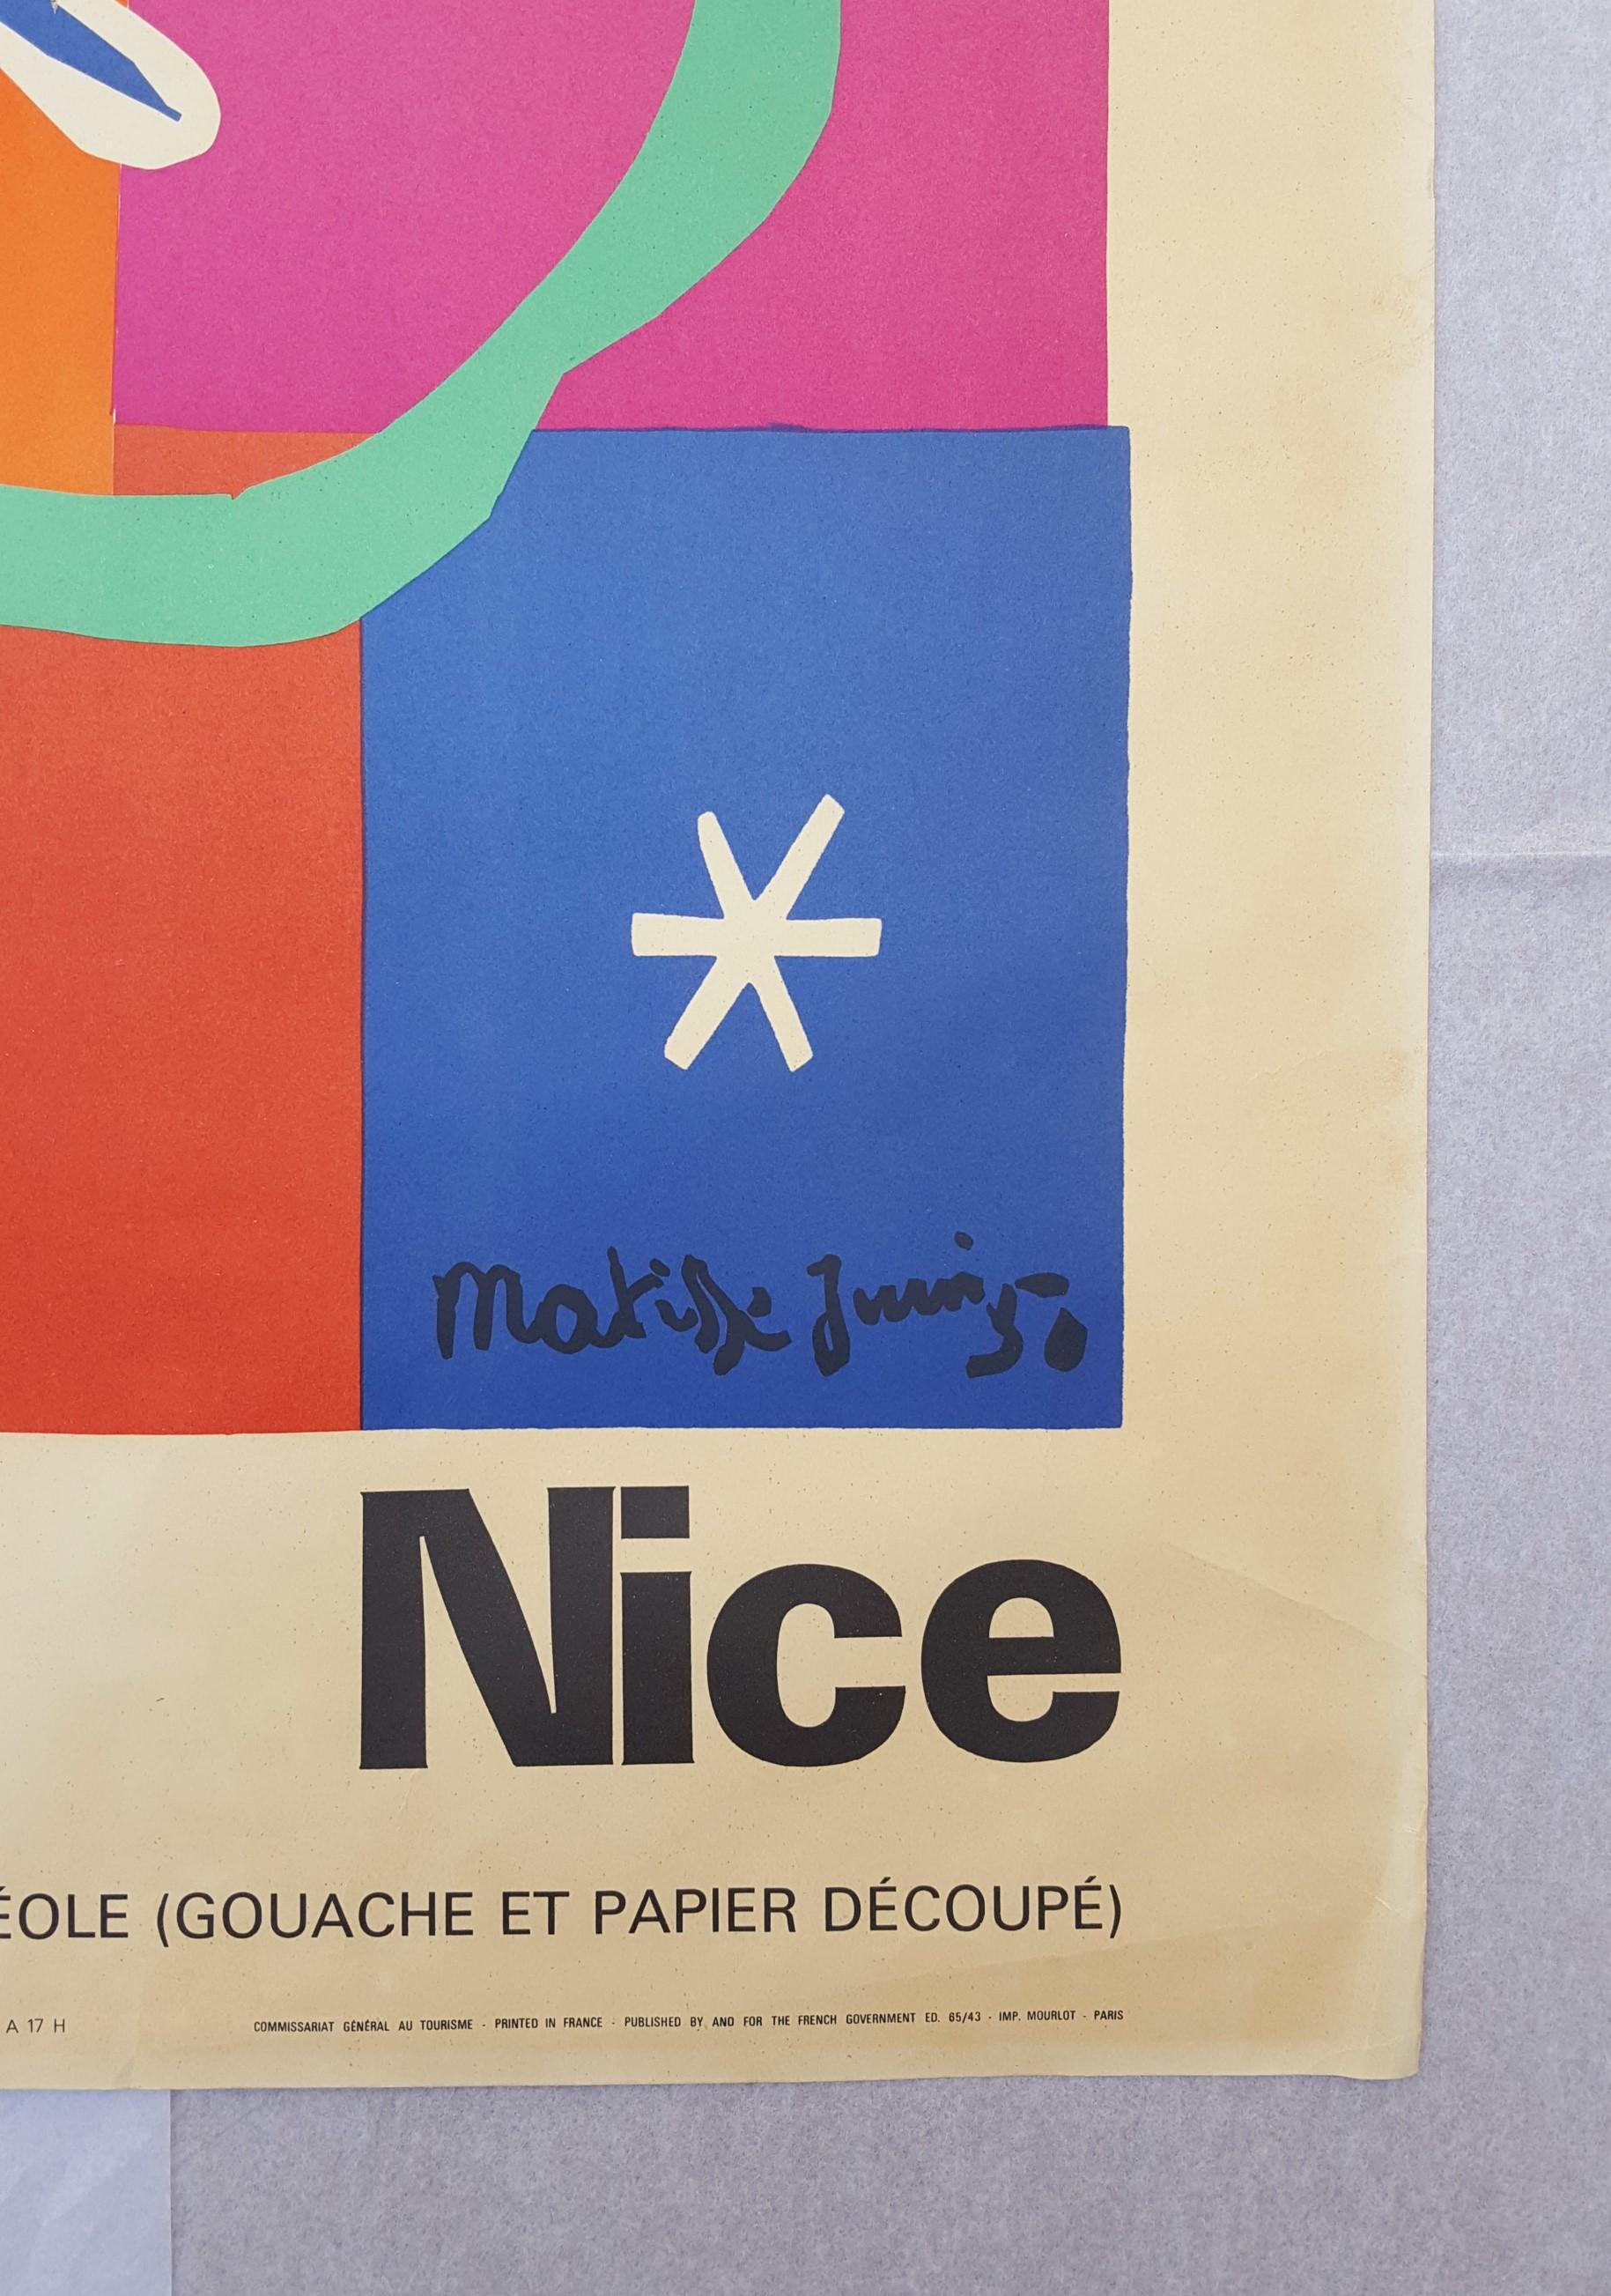 Matisse Juin 50
Nice
ÉOLE (GOUACHE ET PAPIER DÉCOUPÉ)
A 17 H COMMISSARIAT GÉNÉRAL AU TOURISME - PRINTED IN FRANCE - PUBLISHED BY AND FOR THE FRENCH GOVERNMENT ED. 65/43 - IMP. MOURLOT - PARIS